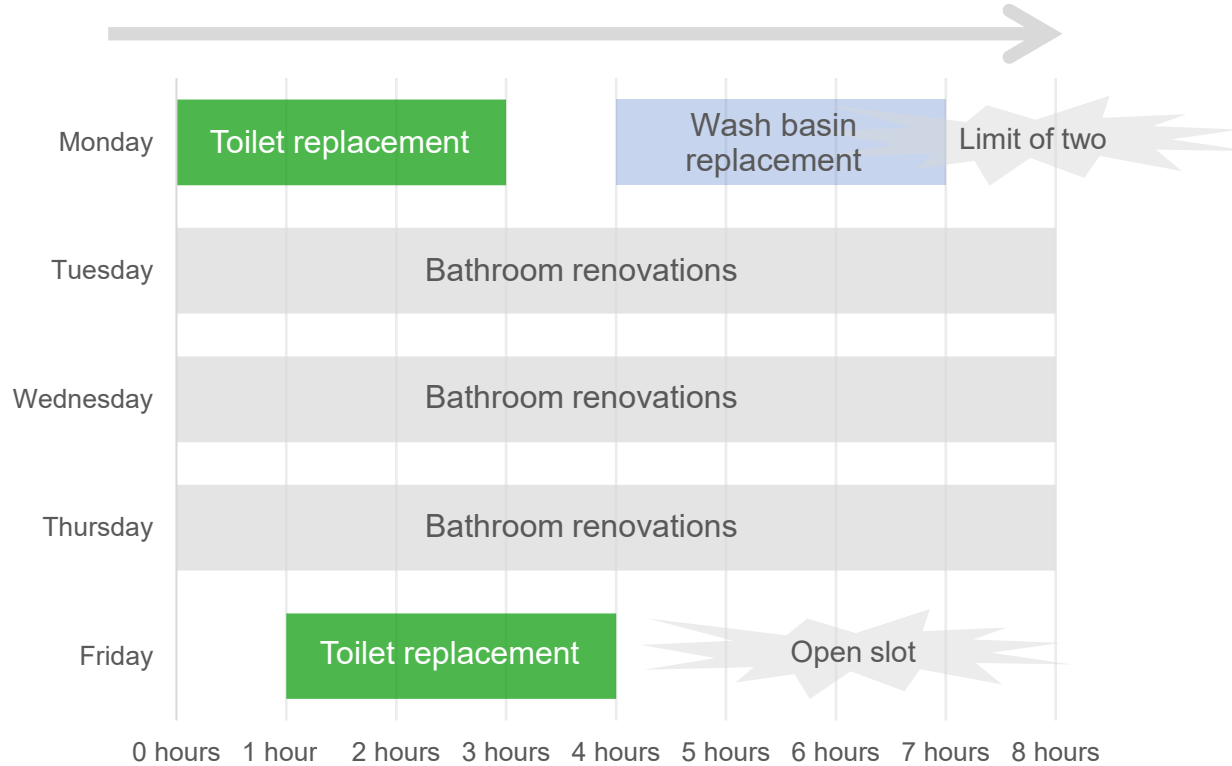 Monday
Toilet replacement
Wash basin
replacement
Limit of two
Tuesday
Bathroom renovations
Wednesday
Bathroom renovations
Thursday
Bathroom renovations
Friday
Toilet replacement
Open slot
0 hours 1 hour 2 hours 3 hours 4 hours 5 hours 6 hours 7 hours 8 hours